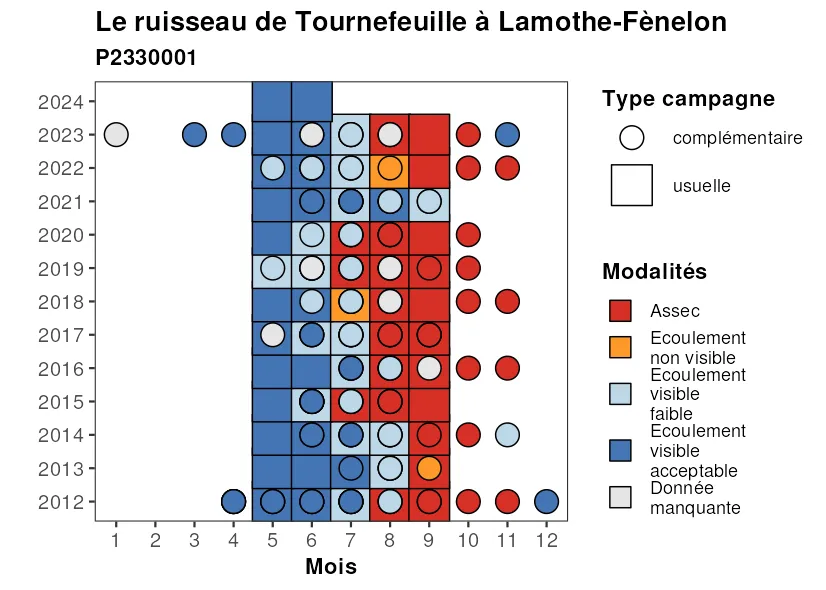 Le ruisseau de Tournefeuille à Lamothe-Fènelon
P2330001
2024
2023
2022
2021
2020
2019
2018
2017
2016
2015
2014
2013
2012
1 2 3 4 5 6 7 8 9 10 11 12
Mois
Type campagne
complémentaire
usuelle
Modalités
Assec
Ecoulement
non visible
Ecoulement
visible
faible
Ecoulement
visible
acceptable
Donnée
manquante